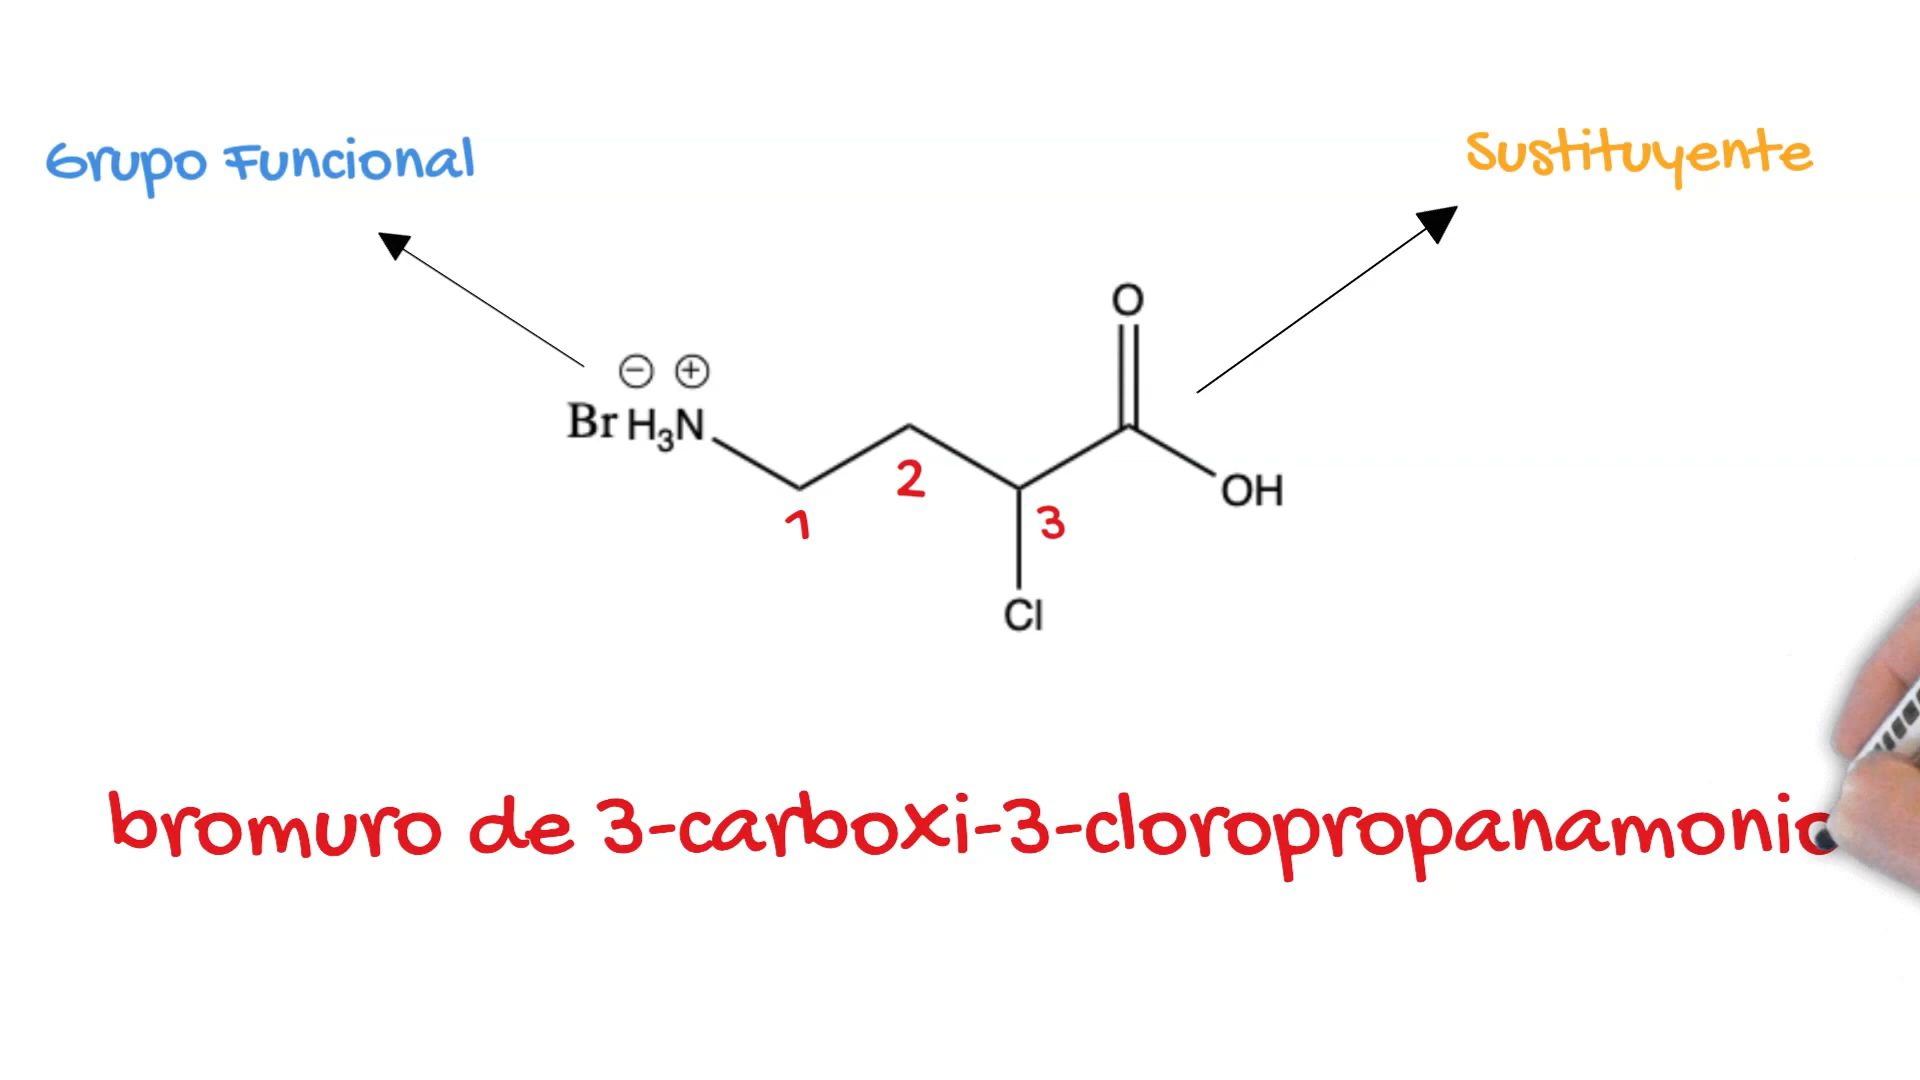 Grupo Funcional
Sustituyente
O
⊖ ⊕
Br H₃N
OH
1 2 3
Cl
bromuro de 3-carboxi-3-cloropropanamonio